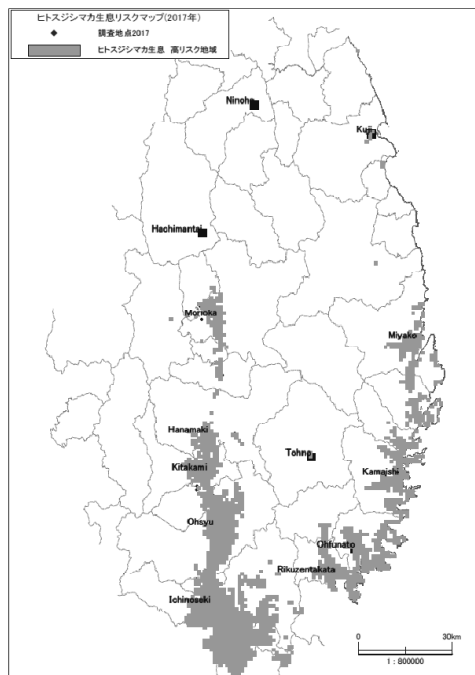 ヒトスジシマカ生息リスクマップ(2017年)
調査地点2017
ヒトスジシマカ生息　高リスク地域
Ninohe
Kuji
Hachimantai
Morioka
Miyako
Hanamaki
Tohno
Kitakami
Kamaishi
Ohsyu
Ohfunato
Rikuzentakata
Ichinoseki
0 30km
1 : 800000